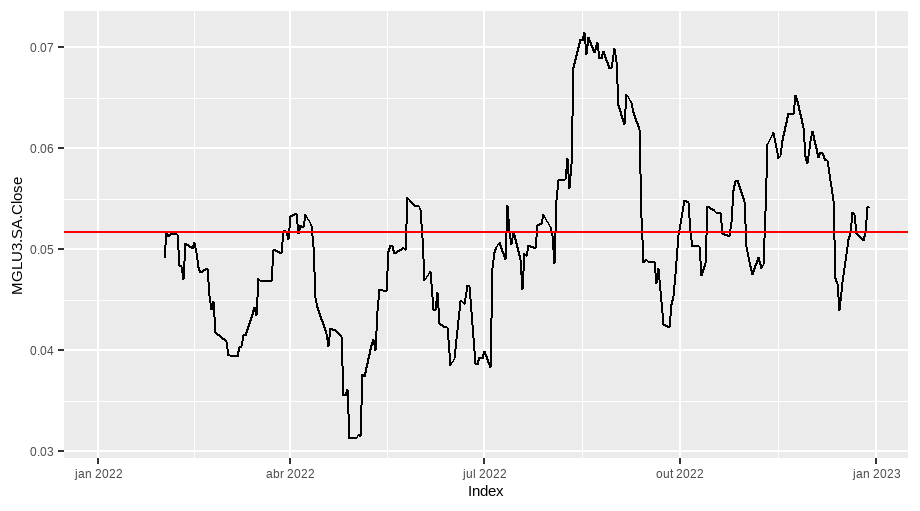 MGLU3.SA.Close
0.07
0.06
0.05
0.04
0.03
jan 2022
abr 2022
jul 2022
out 2022
jan 2023
Index